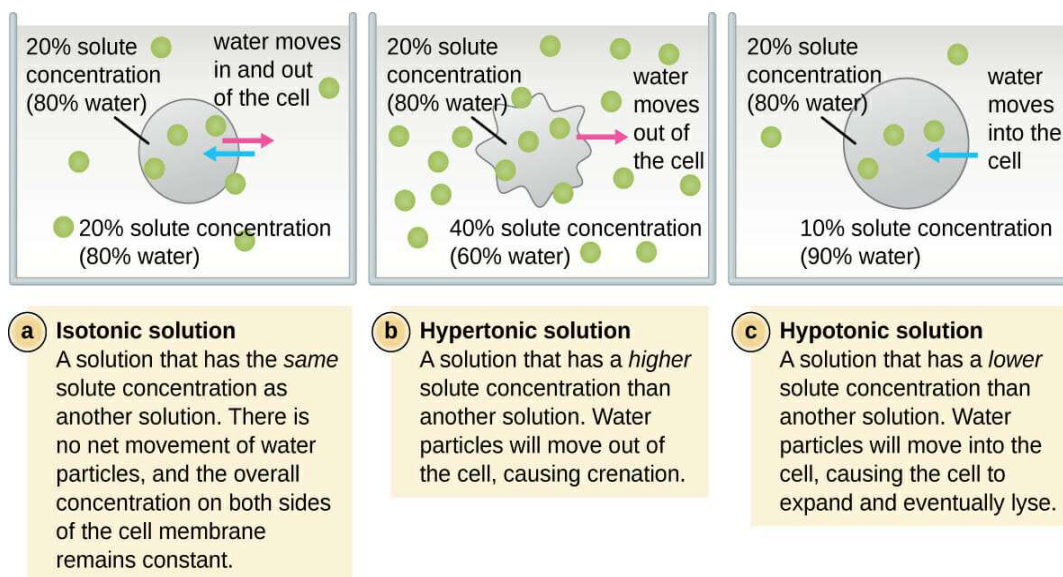 20% solute
concentration
(80% water)
water moves
in and out
of the cell
20% solute concentration
(80% water)
20% solute
concentration
(80% water)
water
moves
out of
the cell
40% solute concentration
(60% water)
20% solute
concentration
(80% water)
water
moves
into the
cell
10% solute concentration
(90% water)
a Isotonic solution
A solution that has the same
solute concentration as
another solution. There is
no net movement of water
particles, and the overall
concentration on both sides
of the cell membrane
remains constant.
b Hypertonic solution
A solution that has a higher
solute concentration than
another solution. Water
particles will move out of
the cell, causing crenation.
c Hypotonic solution
A solution that has a lower
solute concentration than
another solution. Water
particles will move into the
cell, causing the cell to
expand and eventually lyse.